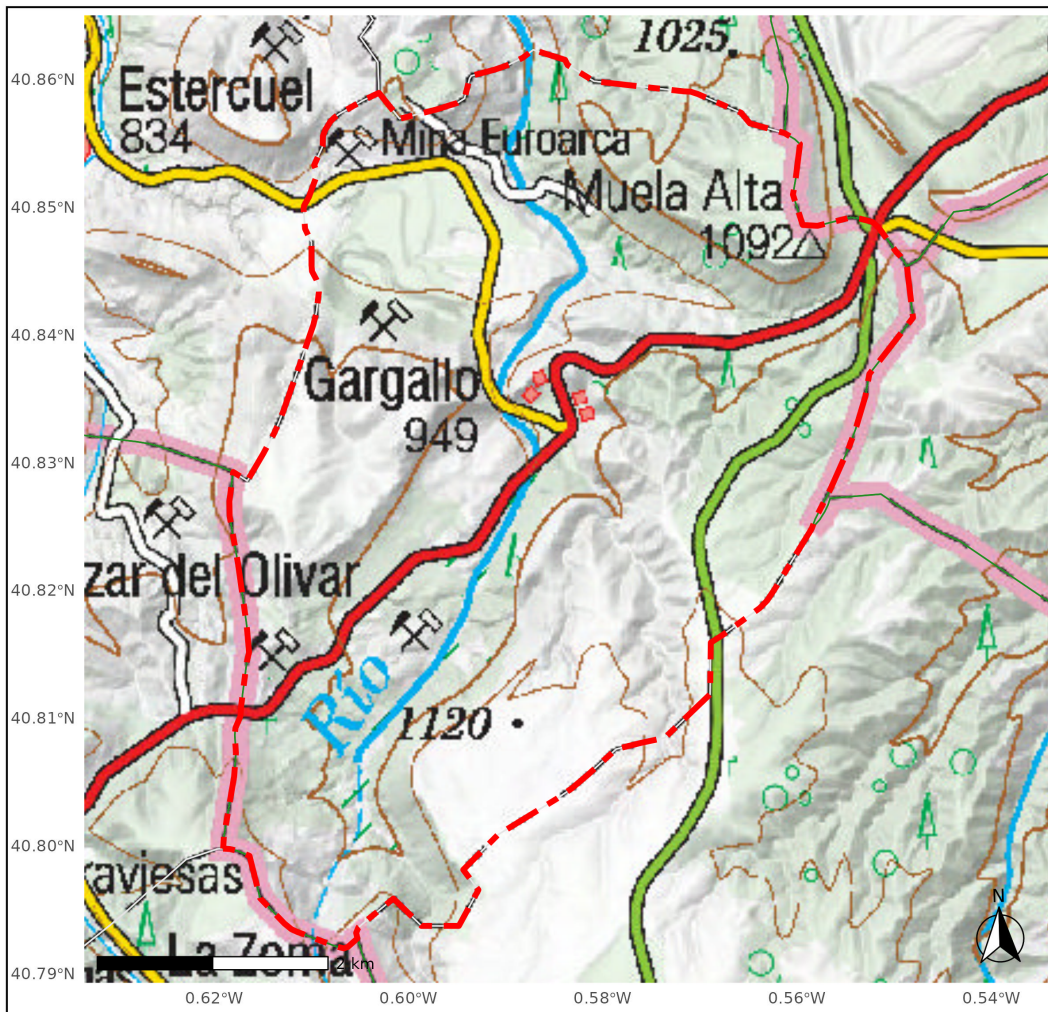 1025
40.86°N
Estercuel
834
Mina Euroarca
40.85°N
Muela Alta
1092
40.84°N
Gargallo
949
40.83°N
zar del Olivar
40.82°N
Río
40.81°N
1120
40.80°N
raviesas
N
La Zoma
2 km
40.79°N
0.62°W 0.60°W 0.58°W 0.56°W 0.54°W